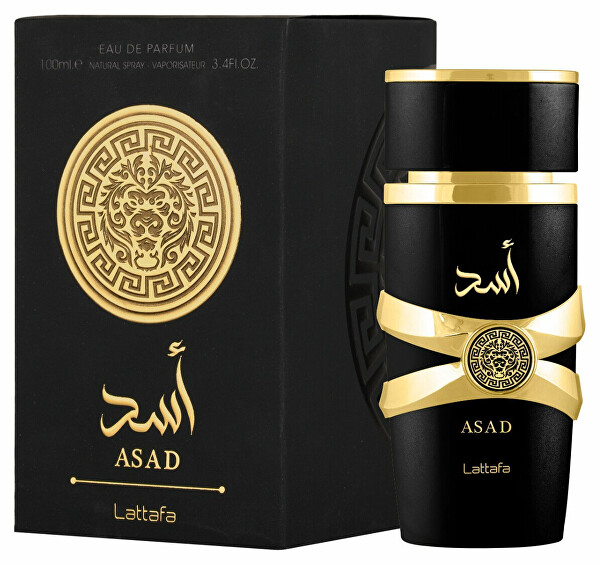 EAU DE PARFUM
100ml.e NATURAL SPRAY - VAPORISATEUR 3.4FL.OZ.
أسد
ASAD
Lattafa
أسد
ASAD
Lattafa